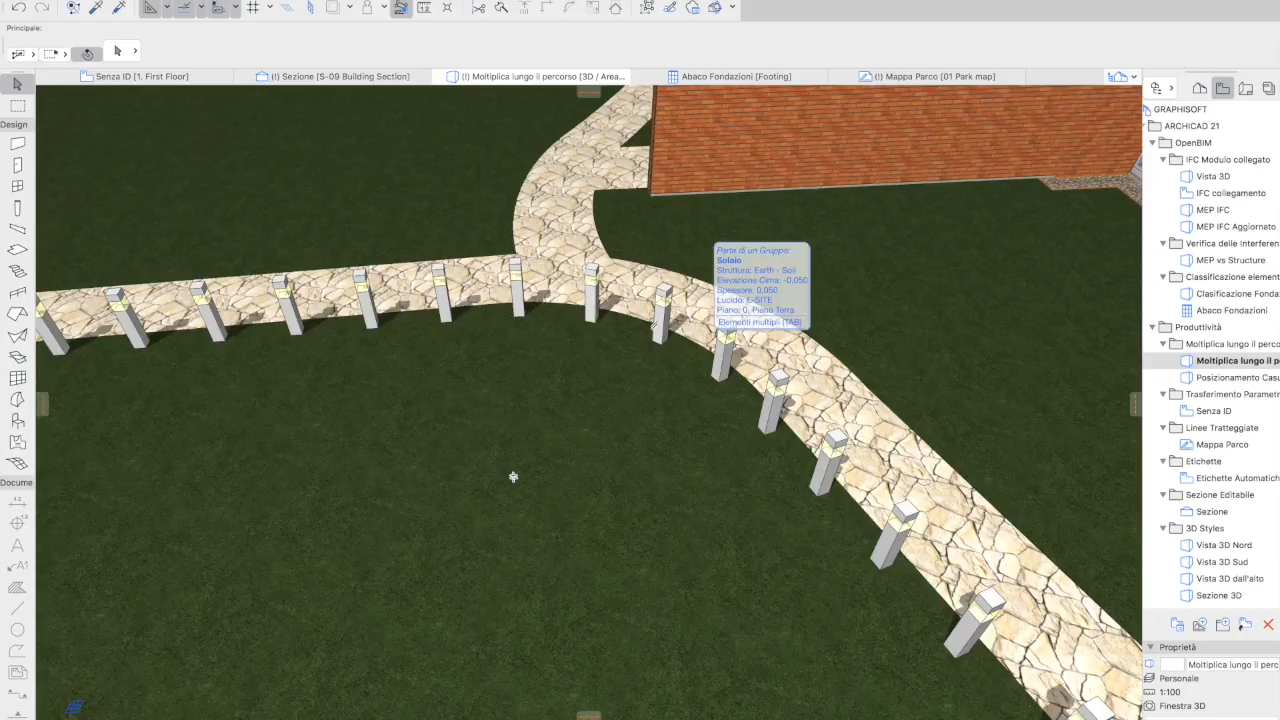 Principale:
Senza ID [1. First Floor]
(!) Sezione [S-09 Building Section]
(!) Moltiplica lungo il percorso [3D / Area...
Abaco Fondazioni [Footing]
(!) Mappa Parco [01 Park map]
Design
Docume
Parte di un Gruppo:
Solaio
Struttura: Earth - Soil
Elevazione Cima: -0,050
Spessore: 0,050
Lucido: L-SITE
Piano: 0. Piano Terra
Elementi multipli (TAB)
GRAPHISOFT
ARCHICAD 21
OpenBIM
IFC Modulo collegato
Vista 3D
IFC collegamento
MEP IFC
MEP IFC Aggiornato
Verifica delle Interferen
MEP vs Structure
Classificazione element
Clasificazione Fonda
Abaco Fondazioni
Produttività
Moltiplica lungo il perco
Moltiplica lungo il p
Posizionamento Casu
Trasferimento Parametr
Senza ID
Linee Tratteggiate
Mappa Parco
Etichette
Etichette Automatich
Sezione Editabile
Sezione
3D Styles
Vista 3D Nord
Vista 3D Sud
Vista 3D dall'alto
Sezione 3D
Proprietà
Moltiplica lungo il perc
Personale
1:100
Finestra 3D